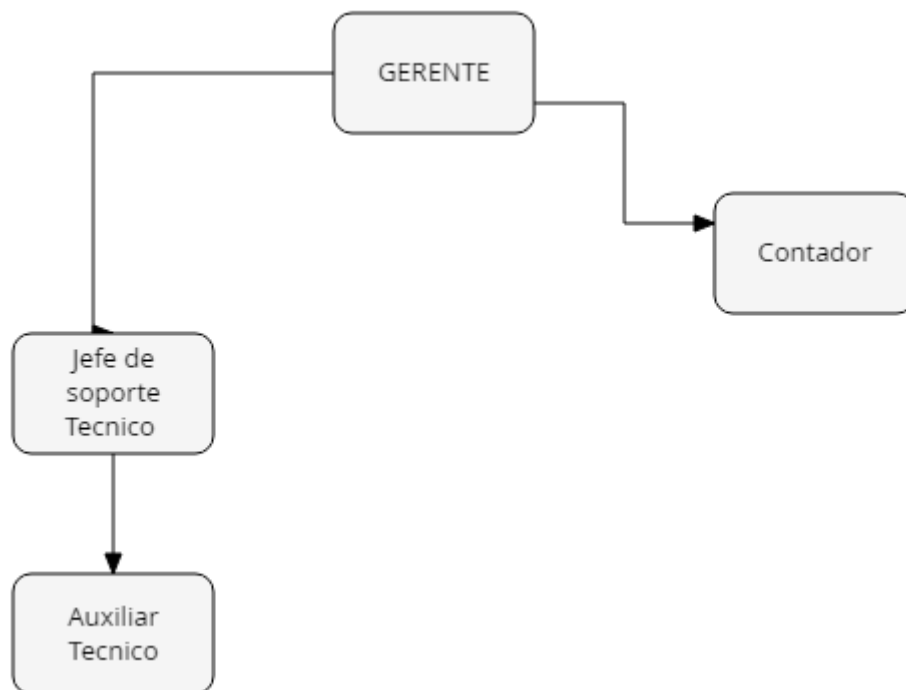 GERENTE
Contador
Jefe de
soporte
Tecnico
Auxiliar
Tecnico